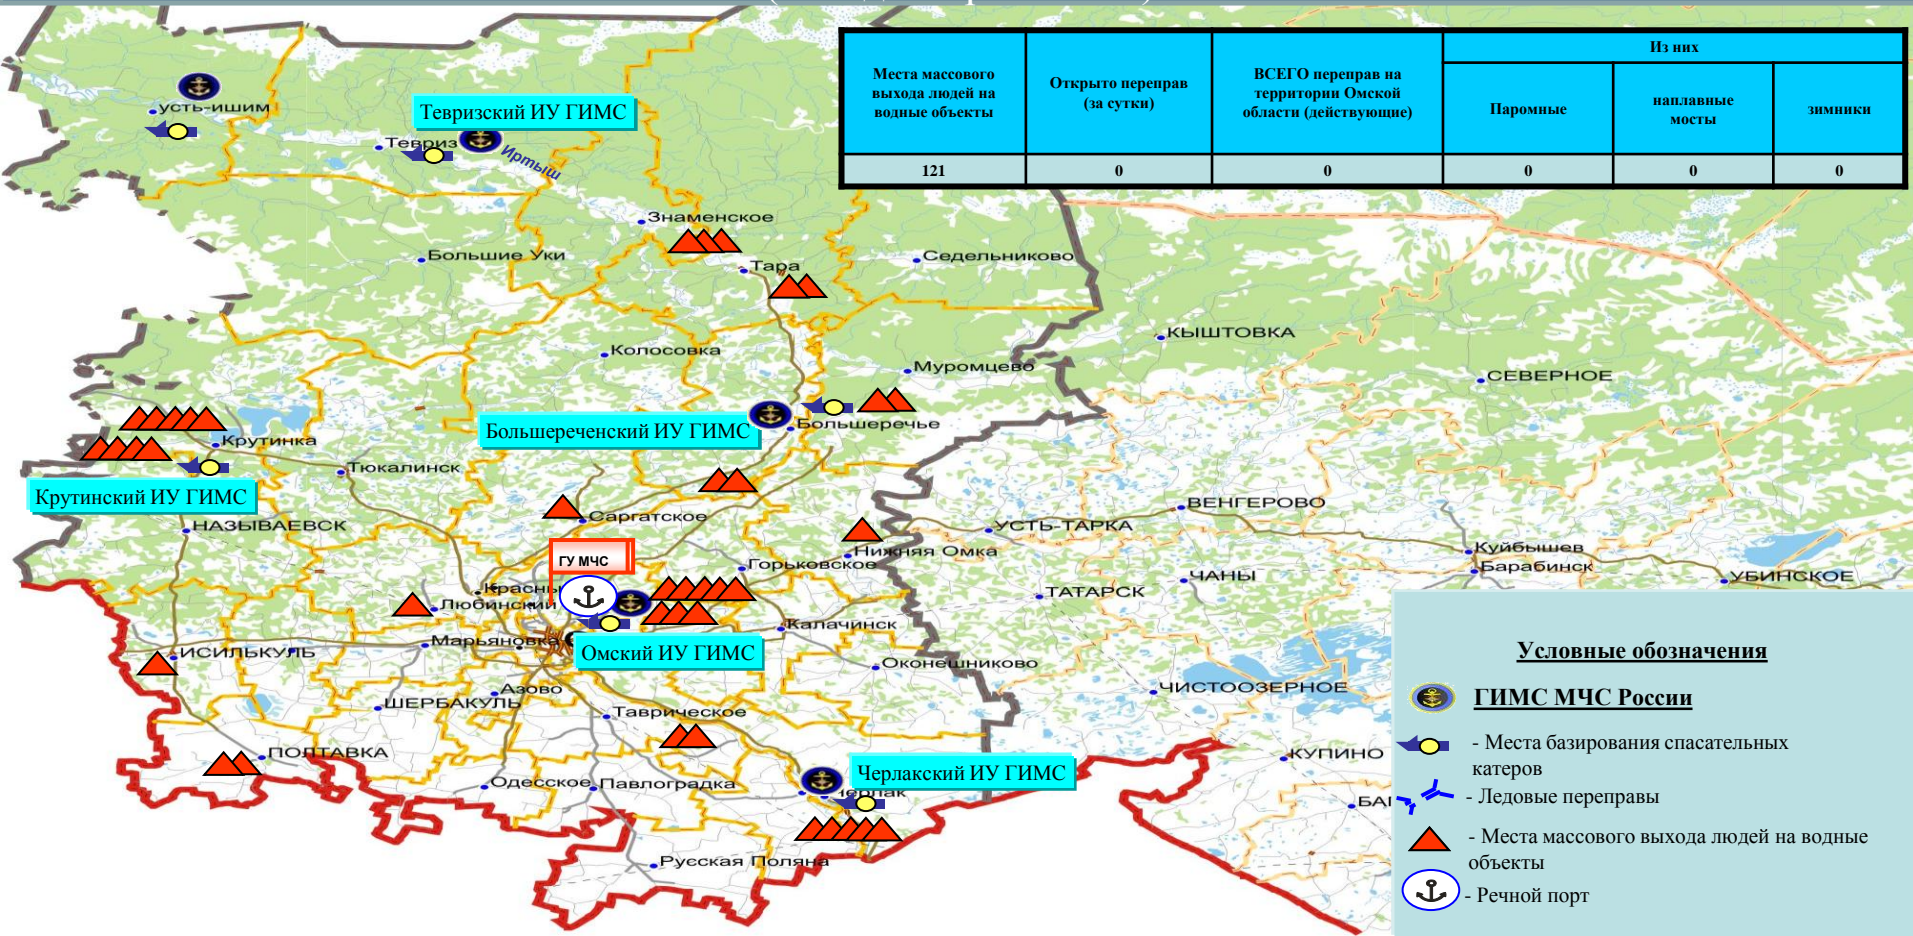 Места массового
выхода людей на
водные объекты
Открыто переправ
(за сутки)
ВСЕГО переправ на
территории Омской
области (действующие)
Из них
Паромные
наплавные
мосты
зимники
121
0
0
0
0
0
усть-ишим
Тевризский ИУ ГИМС
Тевриз
Иртыш
Знаменское
Большие Уки
Тара
Седельниково
Колосовка
Муромцево
КЫШТОВКА
СЕВЕРНОЕ
Большереченский ИУ ГИМС
Большеречье
Крутинка
Тюкалинск
Крутинский ИУ ГИМС
НАЗЫВАЕВСК
Саргатское
Нижняя Омка
УСТЬ-ТАРКА
ВЕНГЕРОВО
Куйбышев
Барабинск
УБИНСКОЕ
ЧАНЫ
ТАТАРСК
Горьковское
ГУ МЧС
Любинский
Марьяновка
Калачинск
Омский ИУ ГИМС
ИСИЛЬКУЛЬ
Оконешниково
ЧИСТООЗЕРНОЕ
Азово
ШЕРБАКУЛЬ
Таврическое
ПОЛТАВКА
Одесское
Павлоградка
Черлакский ИУ ГИМС
КУПИНО
Русская Поляна
Условные обозначения
ГИМС МЧС России
- Места базирования спасательных
катеров
- Ледовые переправы
- Места массового выхода людей на водные
объекты
- Речной порт